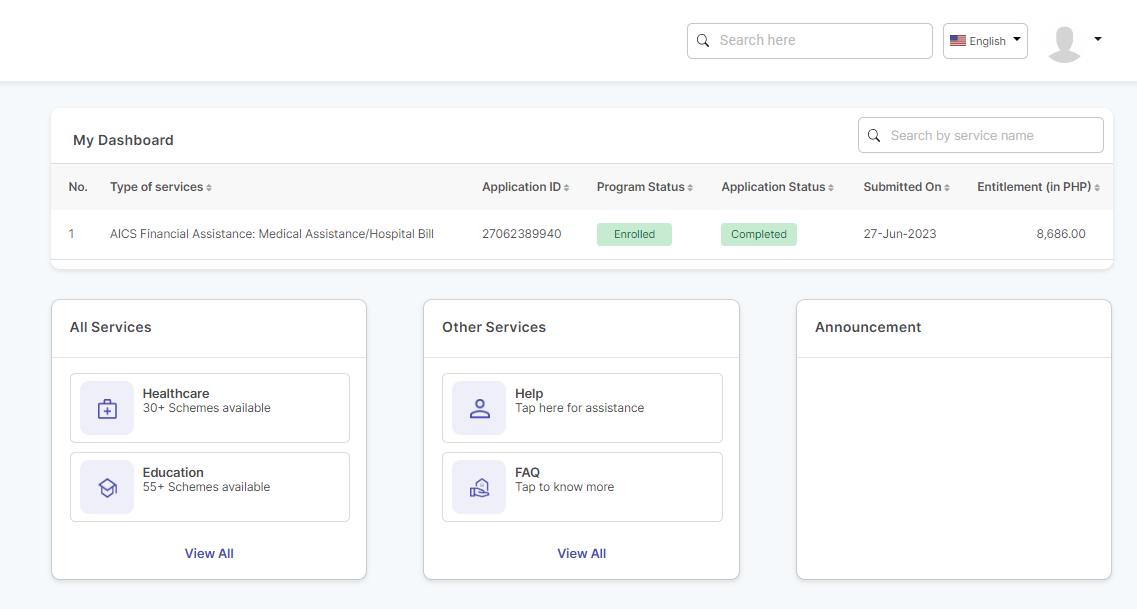 Search here
English
My Dashboard
Search by service name
No. Type of services Application ID Program Status Application Status Submitted On Entitlement (in PHP)
1 AICS Financial Assistance: Medical Assistance/Hospital Bill 27062389940 Enrolled Completed 27-Jun-2023 8,686.00
All Services
Healthcare
30+ Schemes available
Education
55+ Schemes available
View All
Other Services
Help
Tap here for assistance
FAQ
Tap to know more
View All
Announcement